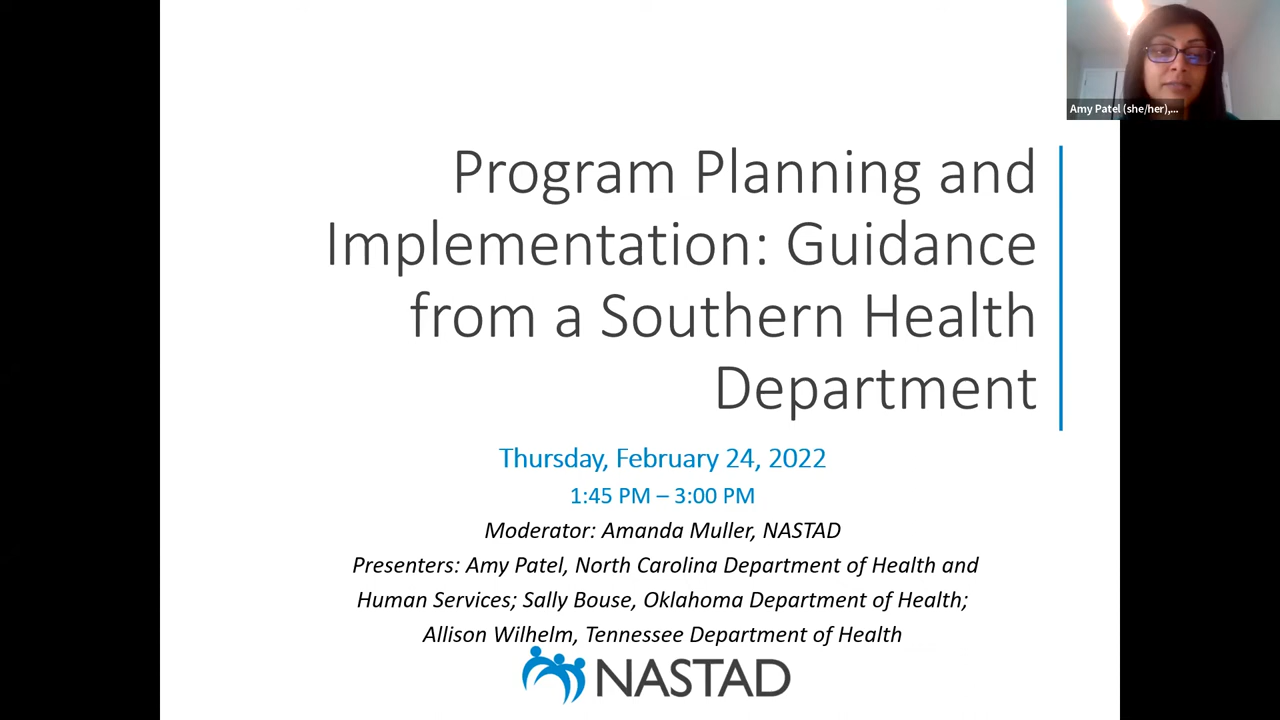 Amy Patel (she/her),...
Program Planning and
Implementation: Guidance
from a Southern Health
Department
Thursday, February 24, 2022
1:45 PM – 3:00 PM
Moderator: Amanda Muller, NASTAD
Presenters: Amy Patel, North Carolina Department of Health and
Human Services; Sally Bouse, Oklahoma Department of Health;
Allison Wilhelm, Tennessee Department of Health
NASTAD